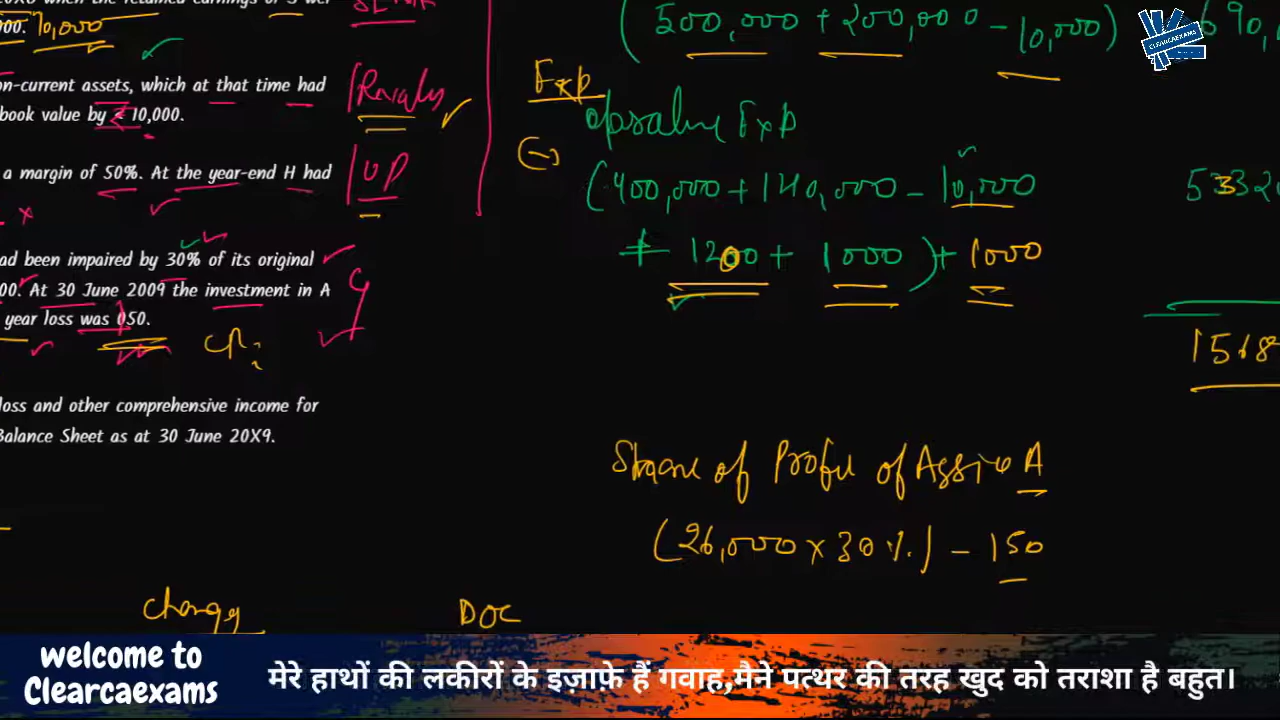 20X8 when the retained earnings of S wer
000. 10,000
on-current assets, which at that time had
book value by ₹ 10,000.
a margin of 50%. At the year-end H had
UP
ad been impaired by 30% of its original
00. At 30 June 2009 the investment in A
year loss was 050.
loss and other comprehensive income for
Balance Sheet as at 30 June 20X9.
(500,000 + 200,000 - 10,000) 690,
Exp
Exp
(-)
(400,000 + 140,000 - 10,000
+ 1200 + 1000) + 1000
1568
Share of Profit of Associate A
(26,000 x 30%) - 150
DOC
CLEARCAEXAMS
welcome to
Clearcaexams
मेरे हाथों की लकीरों के इज़ाफ़े हैं गवाह,मैने पत्थर की तरह खुद को तराशा है बहुत।